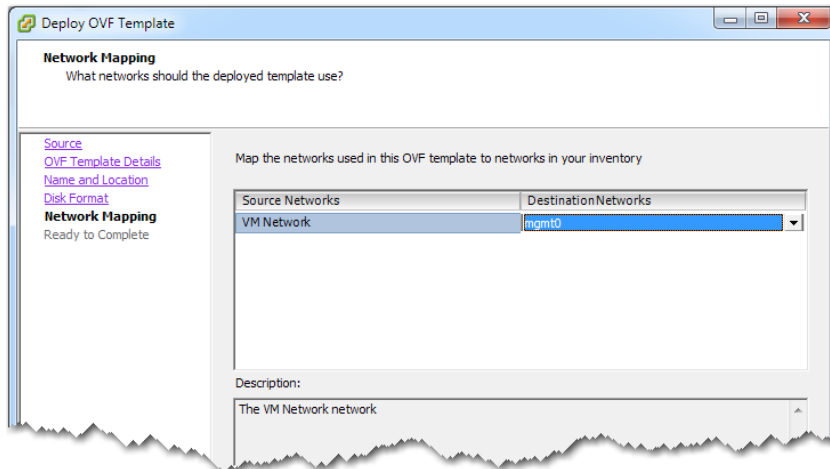 Deploy OVF Template
Network Mapping
What networks should the deployed template use?
Source
OVF Template Details
Name and Location
Disk Format
Network Mapping
Ready to Complete
Map the networks used in this OVF template to networks in your inventory
Source Networks
DestinationNetworks
VM Network
mgmt0
Description:
The VM Network network